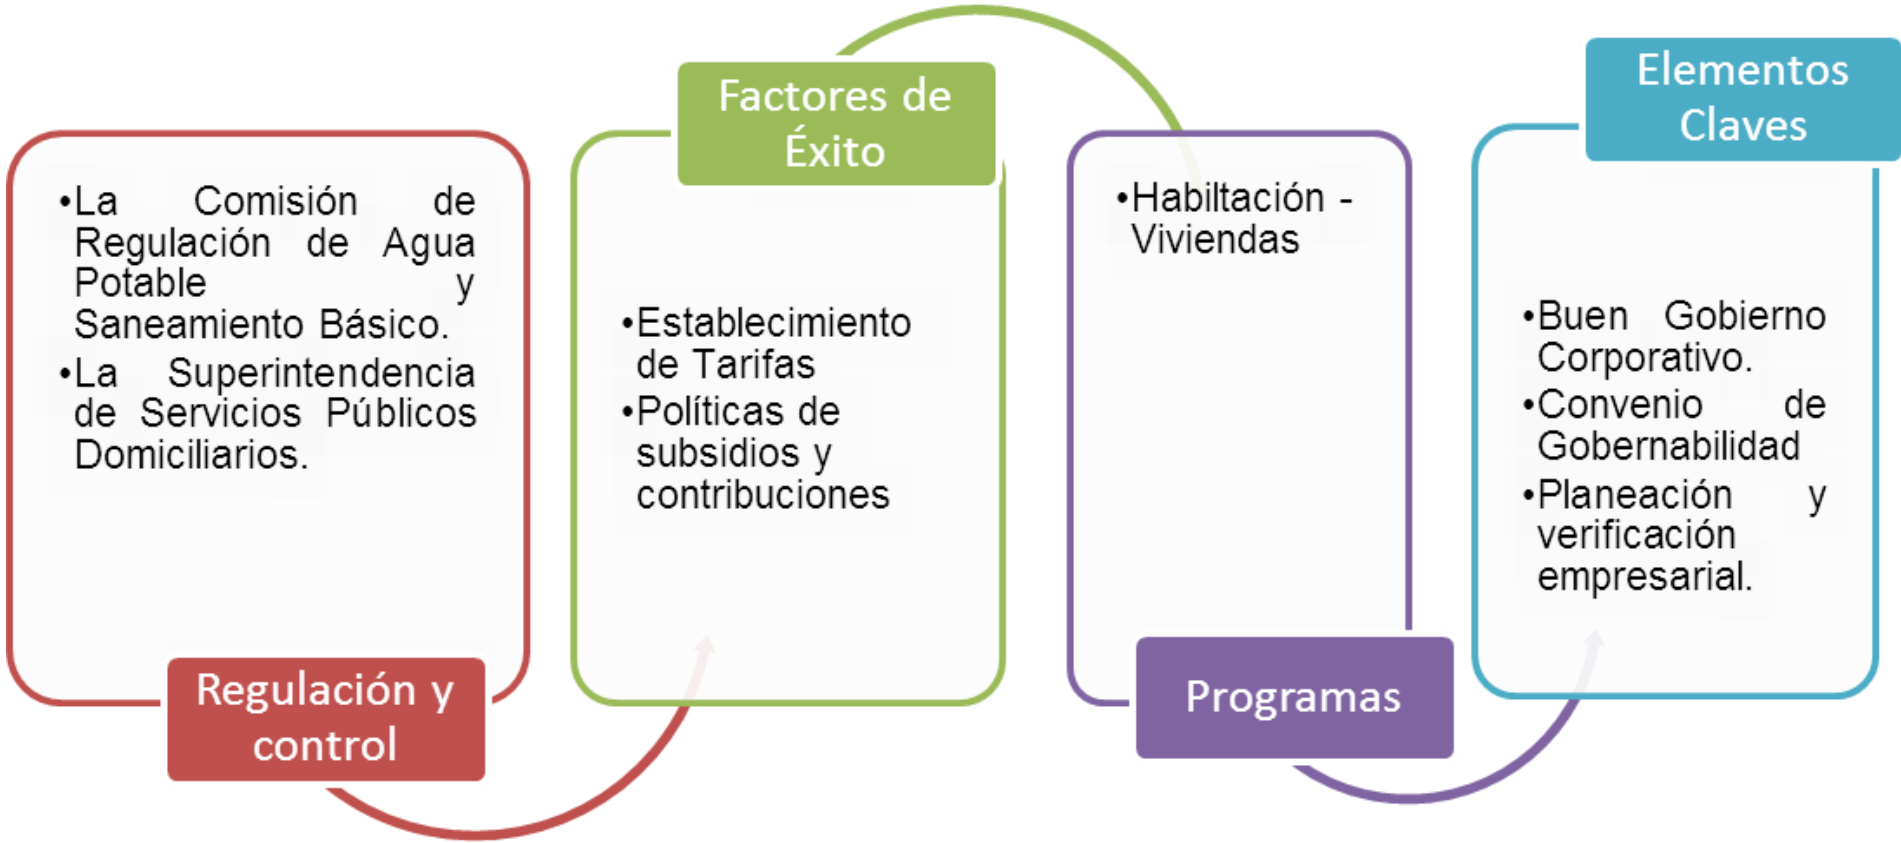 •La Comisión de
Regulación de Agua
Potable y
Saneamiento Básico.
•La Superintendencia
de Servicios Públicos
Domiciliarios.
Regulación y
control
Factores de
Éxito
•Establecimiento
de Tarifas
•Políticas de
subsidios y
contribuciones
•Habiltación -
Viviendas
Programas
Elementos
Claves
•Buen Gobierno
Corporativo.
•Convenio de
Gobernabilidad
•Planeación y
verificación
empresarial.